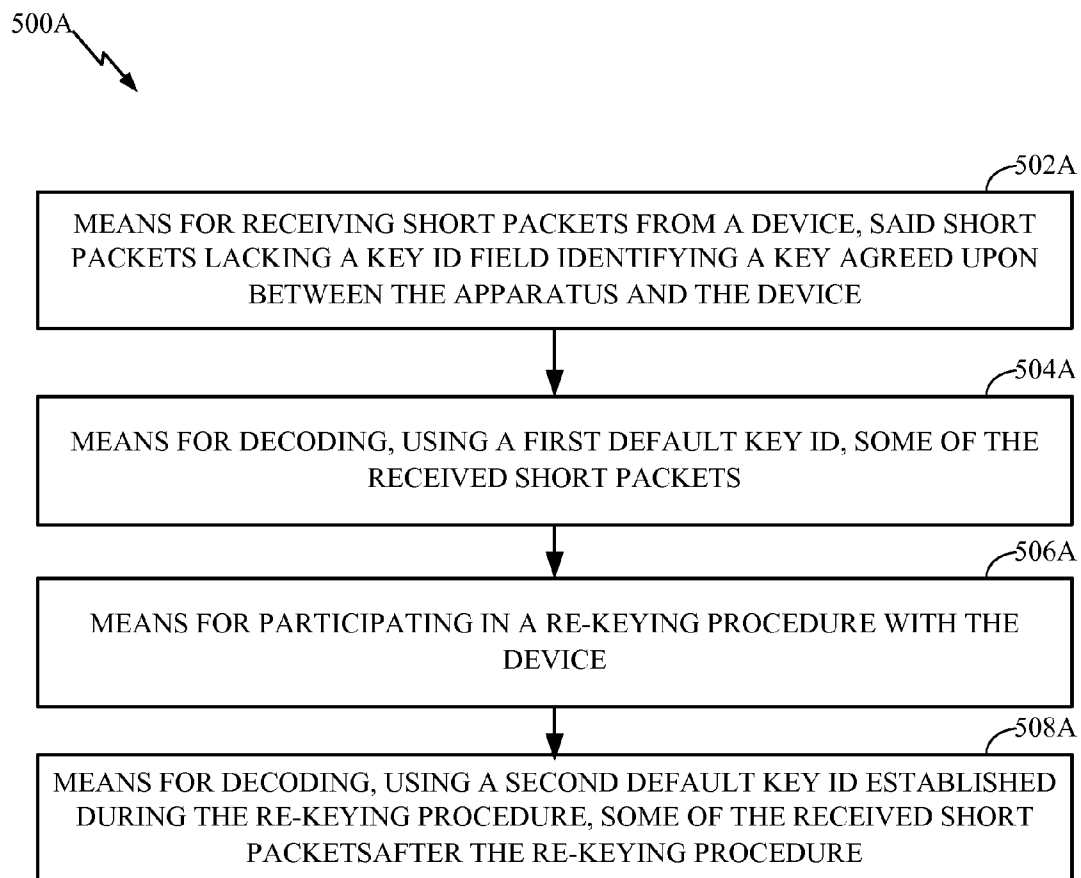 500A
502A
MEANS FOR RECEIVING SHORT PACKETS FROM A DEVICE, SAID SHORT
PACKETS LACKING A KEY ID FIELD IDENTIFYING A KEY AGREED UPON
BETWEEN THE APPARATUS AND THE DEVICE
504A
MEANS FOR DECODING, USING A FIRST DEFAULT KEY ID, SOME OF THE
RECEIVED SHORT PACKETS
506A
MEANS FOR PARTICIPATING IN A RE-KEYING PROCEDURE WITH THE
DEVICE
508A
MEANS FOR DECODING, USING A SECOND DEFAULT KEY ID ESTABLISHED
DURING THE RE-KEYING PROCEDURE, SOME OF THE RECEIVED SHORT
PACKETSAFTER THE RE-KEYING PROCEDURE